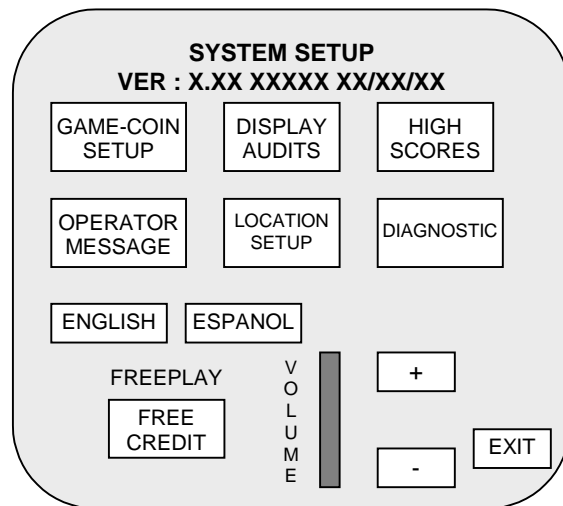 SYSTEM SETUP
VER : X.XX XXXXX XX/XX/XX
GAME-COIN
SETUP
DISPLAY
AUDITS
HIGH
SCORES
OPERATOR
MESSAGE
LOCATION
SETUP
DIAGNOSTIC
ENGLISH
ESPANOL
FREEPLAY
FREE
CREDIT
VOLUME
+
-
EXIT